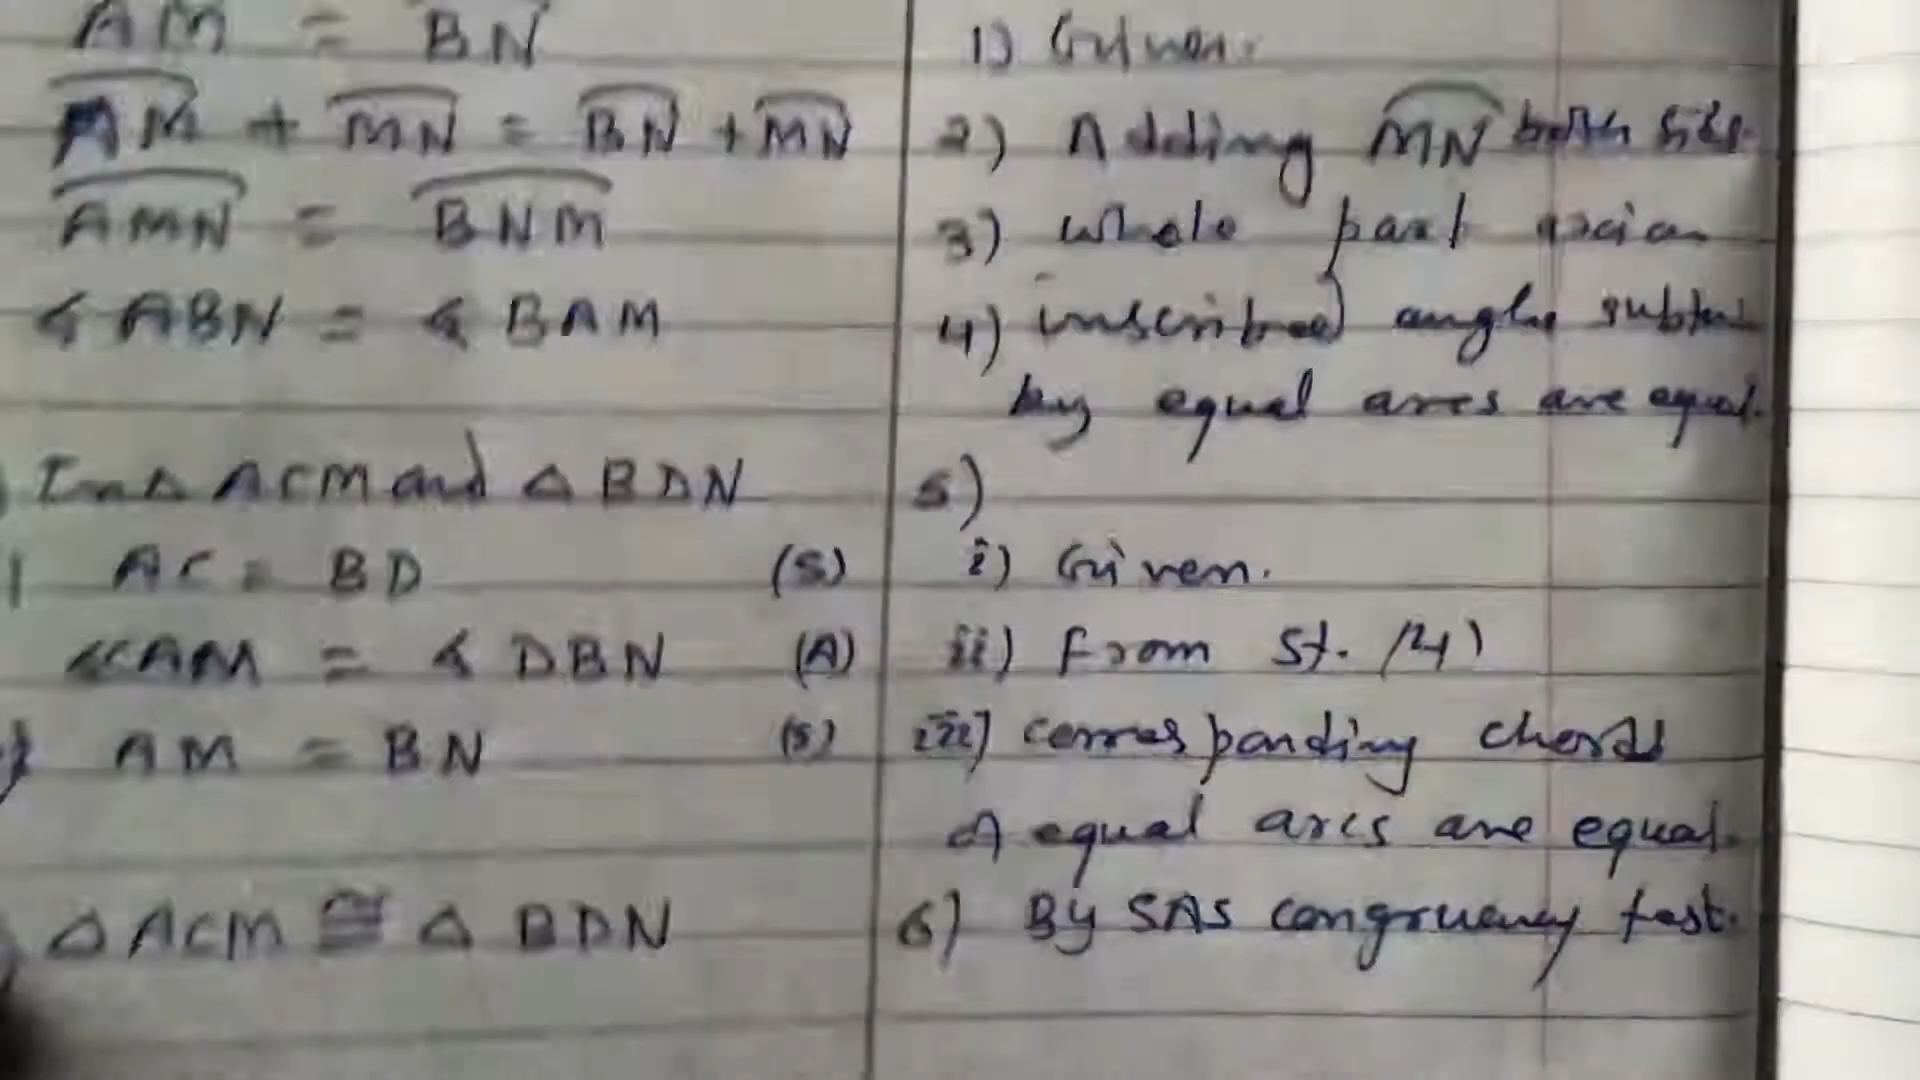 AM = BN
1) Given.
AM + MN = BN + MN
2) Adding MN both
AMN = BNM
3) whole part
∢ ABN = ∢ BAM
4) inscribed angles
by equal arcs are equal.
In △ ACM and △ BDN
5)
AC = BD (S)
i) Given.
∢CAM = ∢ DBN (A)
ii) From St. (4)
AM = BN (S)
iii) corresponding chords
of equal arcs are equal.
△ ACM ≅ △ BDN
6) By SAS congruency test.